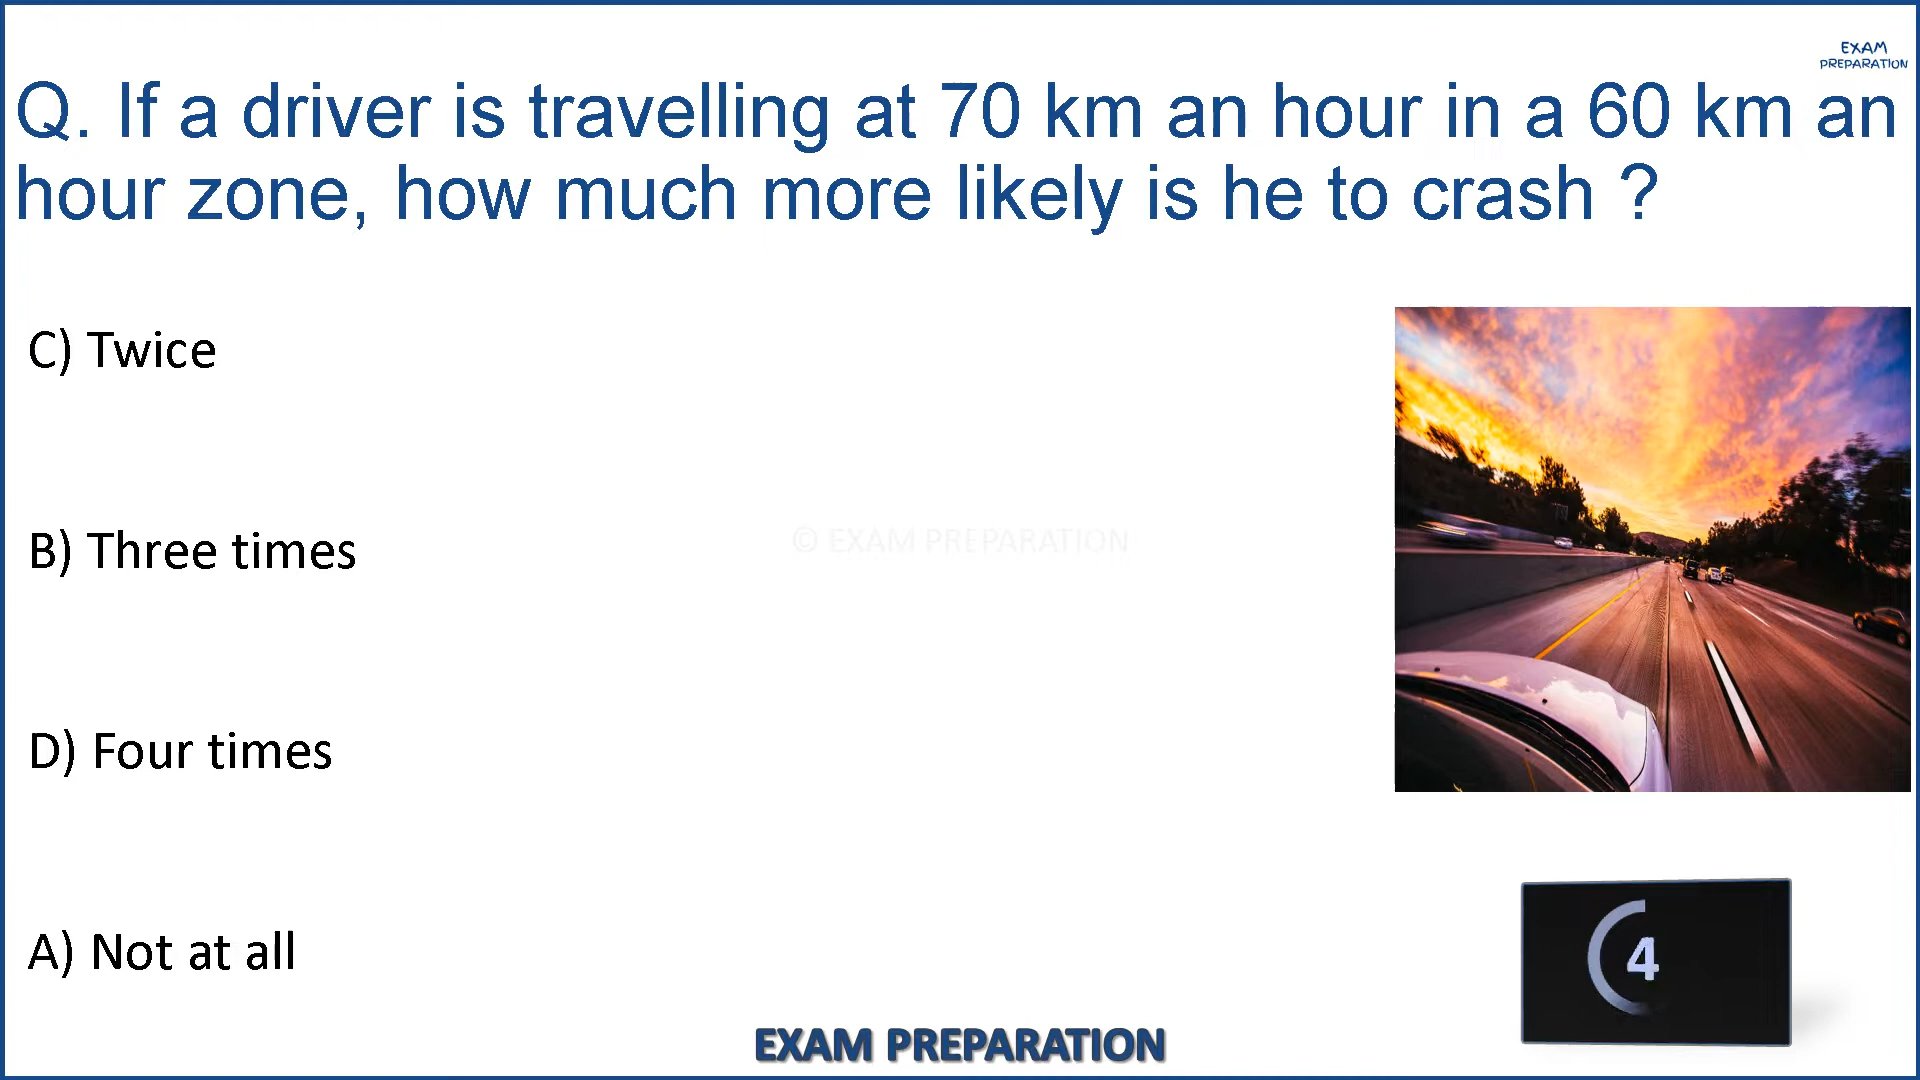 EXAM
PREPARATION
Q. If a driver is travelling at 70 km an hour in a 60 km an
hour zone, how much more likely is he to crash ?
C) Twice
B) Three times
© EXAM PREPARATION
D) Four times
A) Not at all
4
EXAM PREPARATION